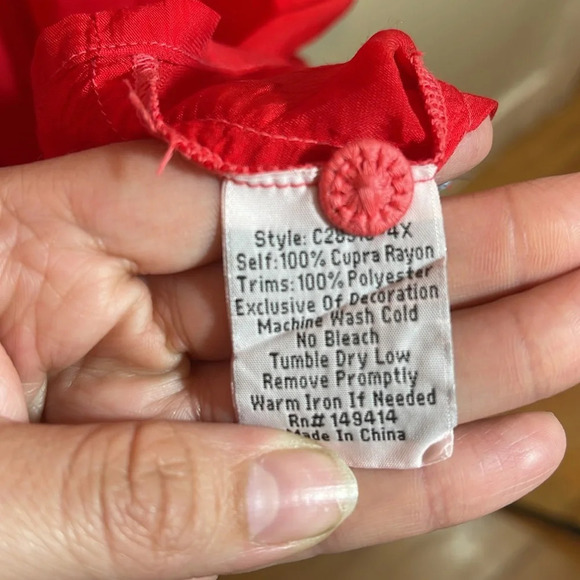 Style: 4X
Self:100% Cupra Rayon
Trims:100% Polyester
Exclusive Of Decoration
Machine Wash Cold
No Bleach
Tumble Dry Low
Remove Promptly
Warm Iron If Needed
Rn# 149414
Made In China